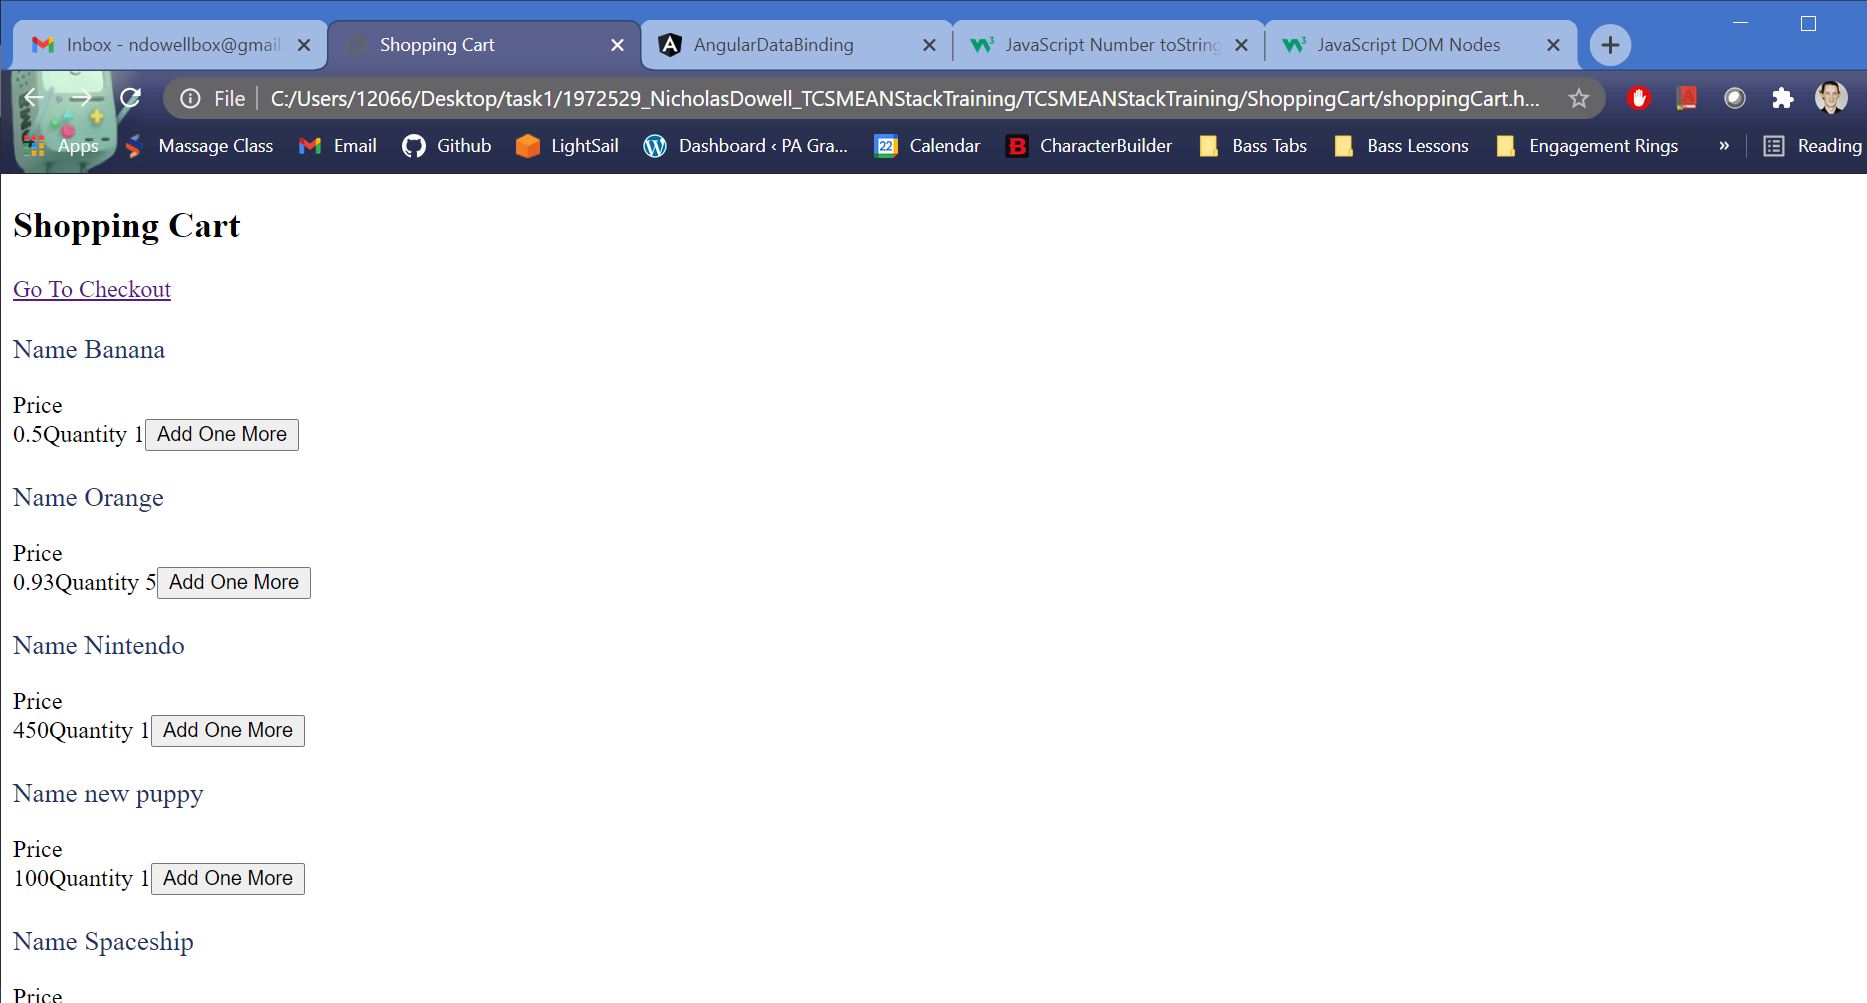 Inbox - ndowellbox@gmail.
Shopping Cart
AngularDataBinding
JavaScript Number toString
JavaScript DOM Nodes
File
C:/Users/12066/Desktop/task1/1972529_NicholasDowell_TCSMEANStackTraining/TCSMEANStackTraining/ShoppingCart/shoppingCart.h...
Apps
Massage Class
Email
Github
LightSail
Dashboard ‹ PA Gra...
22
Calendar
CharacterBuilder
Bass Tabs
Bass Lessons
Engagement Rings
»
Reading
Shopping Cart
Go To Checkout
Name Banana
Price
0.5Quantity 1 Add One More
Name Orange
Price
0.93Quantity 5 Add One More
Name Nintendo
Price
450Quantity 1 Add One More
Name new puppy
Price
100Quantity 1 Add One More
Name Spaceship
Price